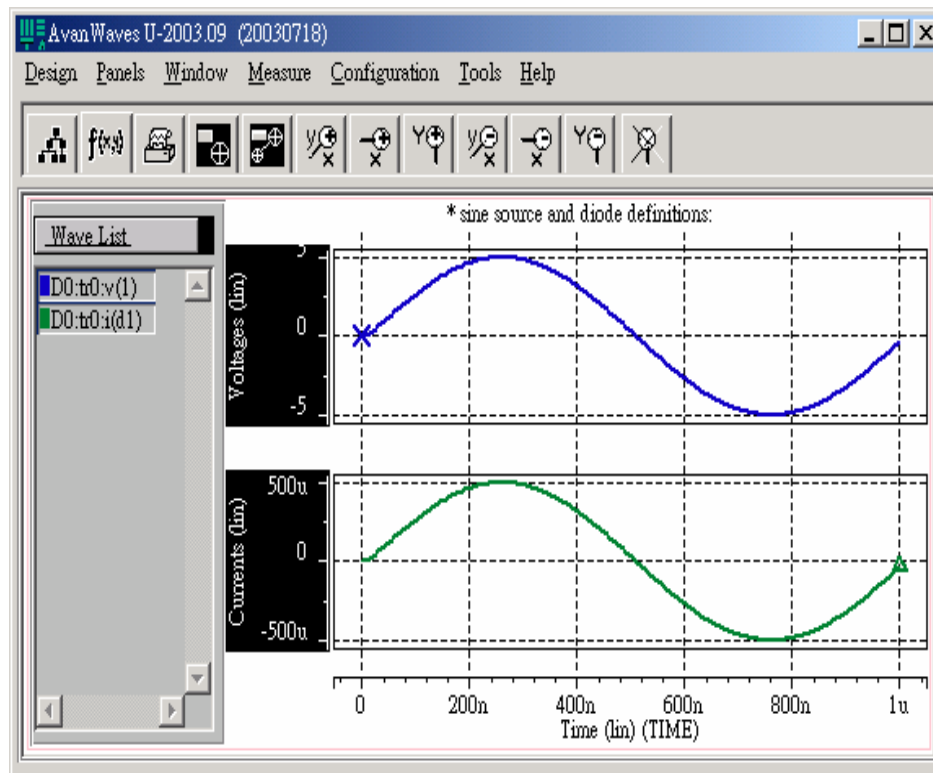 AvanWaves U-2003.09 (20030718)
Design Panels Window Measure Configuration Tools Help
f(x,y) y x x Y y x x Y
* sine source and diode definitions:
Wave List
D0:tr0:v(1)
D0:tr0:i(d1)
Voltages (lin)
5
0
-5
Currents (lin)
500u
0
-500u
0 200n 400n 600n 800n 1u
Time (lin) (TIME)